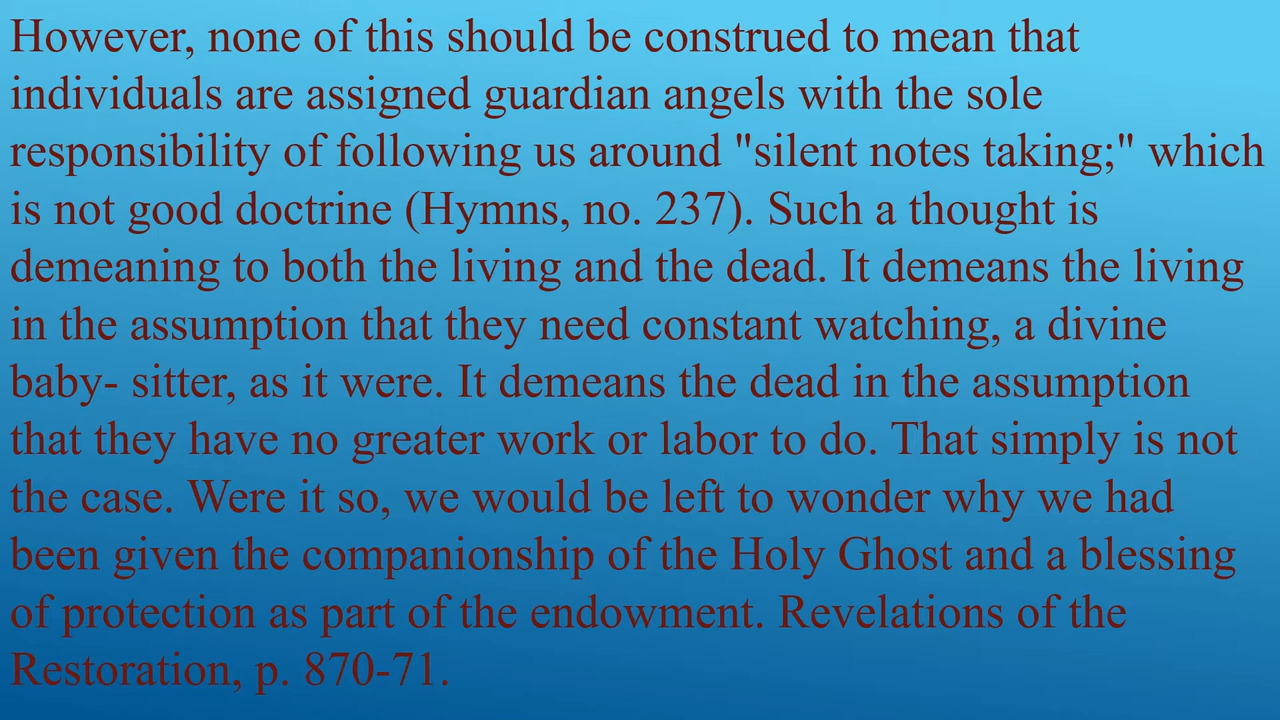 However, none of this should be construed to mean that
individuals are assigned guardian angels with the sole
responsibility of following us around "silent notes taking;" which
is not good doctrine (Hymns, no. 237). Such a thought is
demeaning to both the living and the dead. It demeans the living
in the assumption that they need constant watching, a divine
baby- sitter, as it were. It demeans the dead in the assumption
that they have no greater work or labor to do. That simply is not
the case. Were it so, we would be left to wonder why we had
been given the companionship of the Holy Ghost and a blessing
of protection as part of the endowment. Revelations of the
Restoration, p. 870-71.